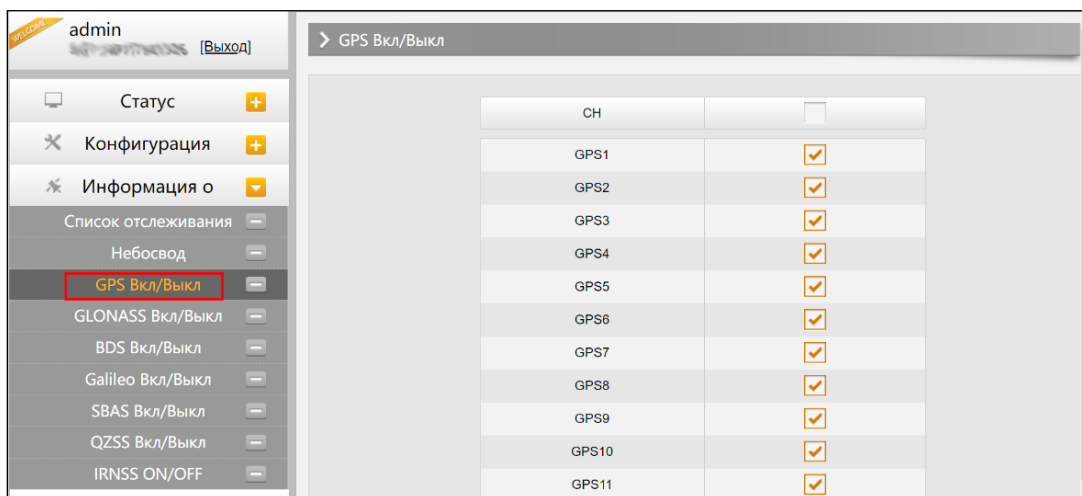 WELCOME
admin
[Выход]
Статус
Конфигурация
Информация о
Список отслеживания
Небосвод
GPS Вкл/Выкл
GLONASS Вкл/Выкл
BDS Вкл/Выкл
Galileo Вкл/Выкл
SBAS Вкл/Выкл
QZSS Вкл/Выкл
IRNSS ON/OFF
GPS Вкл/Выкл
CH
GPS1
GPS2
GPS3
GPS4
GPS5
GPS6
GPS7
GPS8
GPS9
GPS10
GPS11